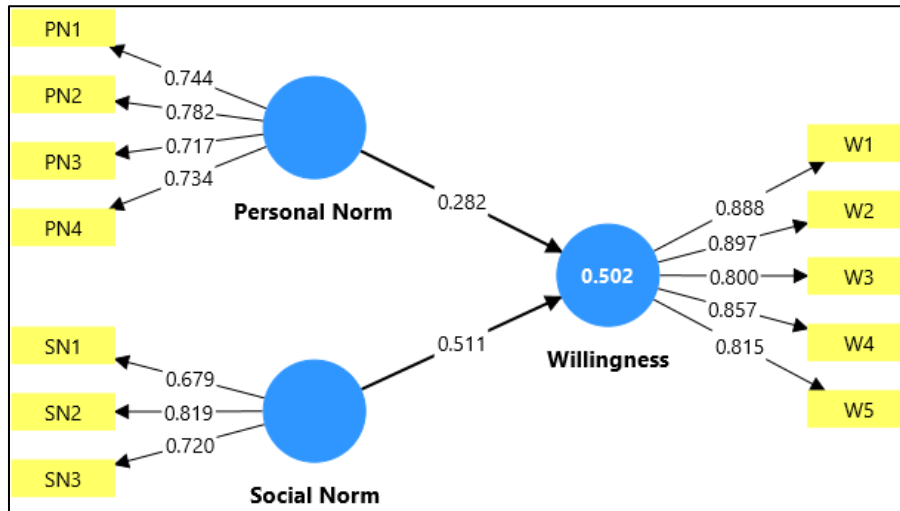 PN1
PN2
PN3
PN4
0.744
0.782
0.717
0.734
Personal Norm
0.282
SN1
SN2
SN3
0.679
0.819
0.720
Social Norm
0.511
0.502
Willingness
0.888
0.897
0.800
0.857
0.815
W1
W2
W3
W4
W5